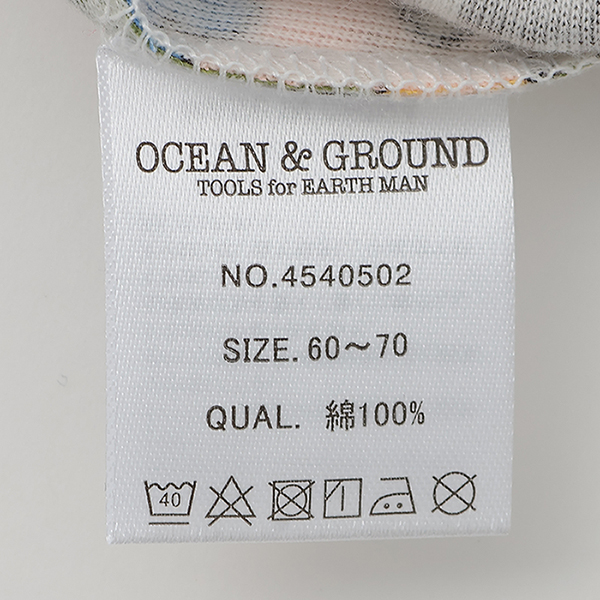 OCEAN & GROUND
TOOLS for EARTH MAN
NO.4540502
SIZE. 60〜70
QUAL. 綿100%
40